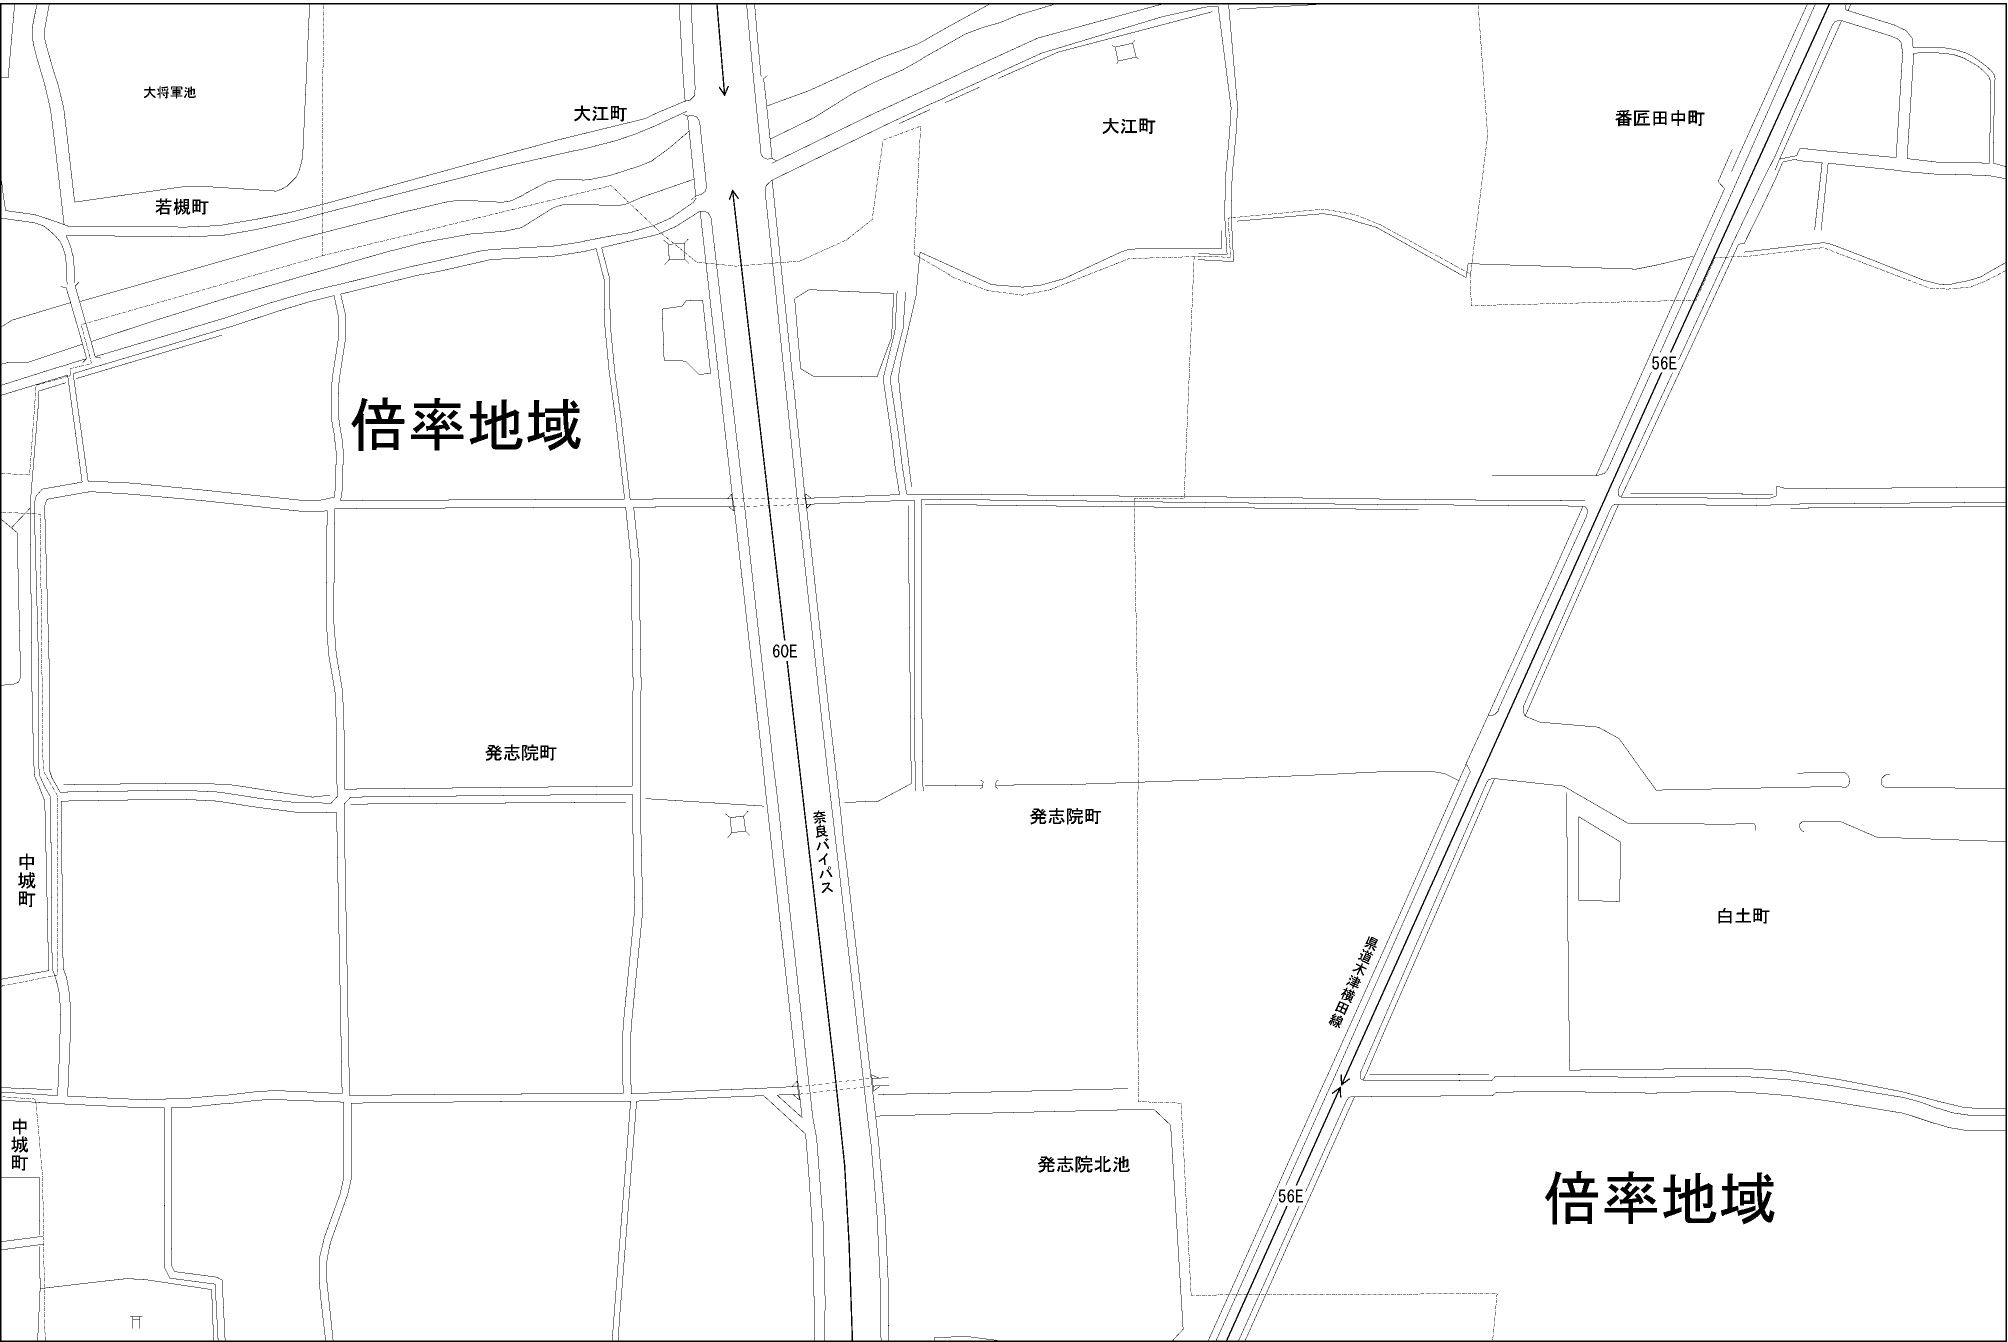 大将軍池
大江町
大江町
番匠田中町
若槻町
56E
倍率地域
60E
発志院町
発志院町
奈良バイパス
中城町
白土町
県道木津横田線
中城町
発志院北池
56E
倍率地域